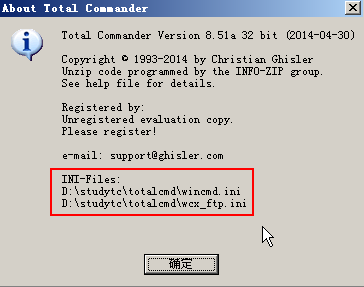 About Total Commander
Total Commander Version 8.51a 32 bit (2014-04-30)
Copyright © 1993-2014 by Christian Ghisler
Unzip code programmed by the INFO-ZIP group.
See help file for details.
Registered by:
Unregistered evaluation copy.
Please register!
e-mail: support@ghisler.com
INI-Files:
D:\studytc\totalcmd\wincmd.ini
D:\studytc\totalcmd\wcx_ftp.ini
确定